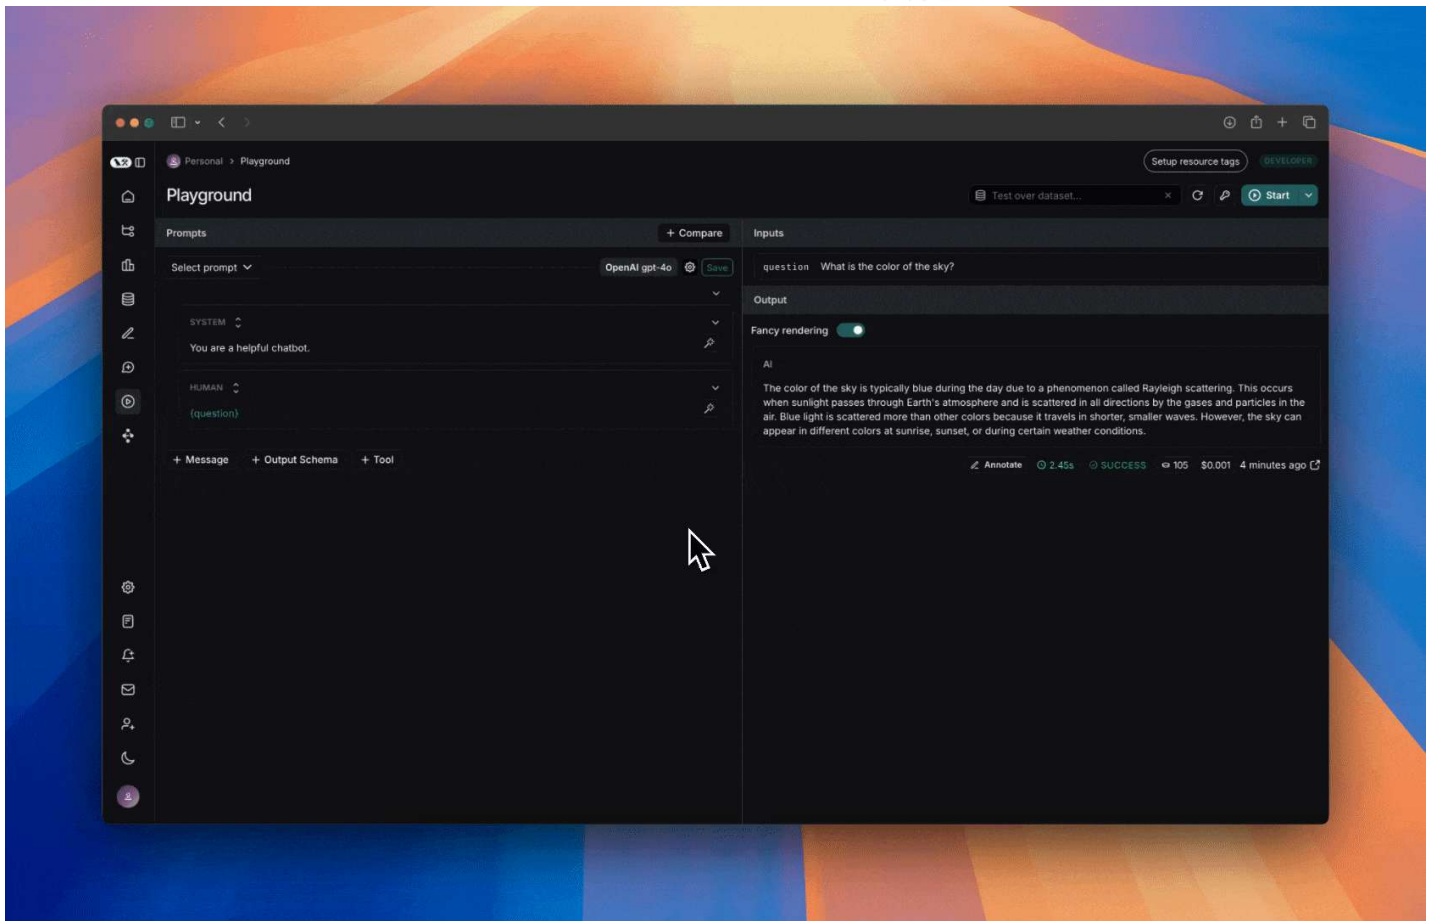 Personal > Playground
Setup resource tags
DEVELOPER
Playground
Test over dataset...
Start
Prompts
+ Compare
Inputs
Select prompt
OpenAI gpt-4o
Save
question What is the color of the sky?
Output
SYSTEM
You are a helpful chatbot.
Fancy rendering
HUMAN
{question}
AI
The color of the sky is typically blue during the day due to a phenomenon called Rayleigh scattering. This occurs
when sunlight passes through Earth's atmosphere and is scattered in all directions by the gases and particles in the
air. Blue light is scattered more than other colors because it travels in shorter, smaller waves. However, the sky can
appear in different colors at sunrise, sunset, or during certain weather conditions.
+ Message + Output Schema + Tool
Annotate 2.45s SUCCESS 105 $0.001 4 minutes ago